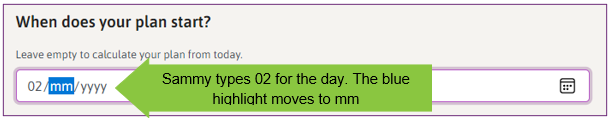 When does your plan start?
Leave empty to calculate your plan from today.
02/mm/yyyy
Sammy types 02 for the day. The blue
highlight moves to mm